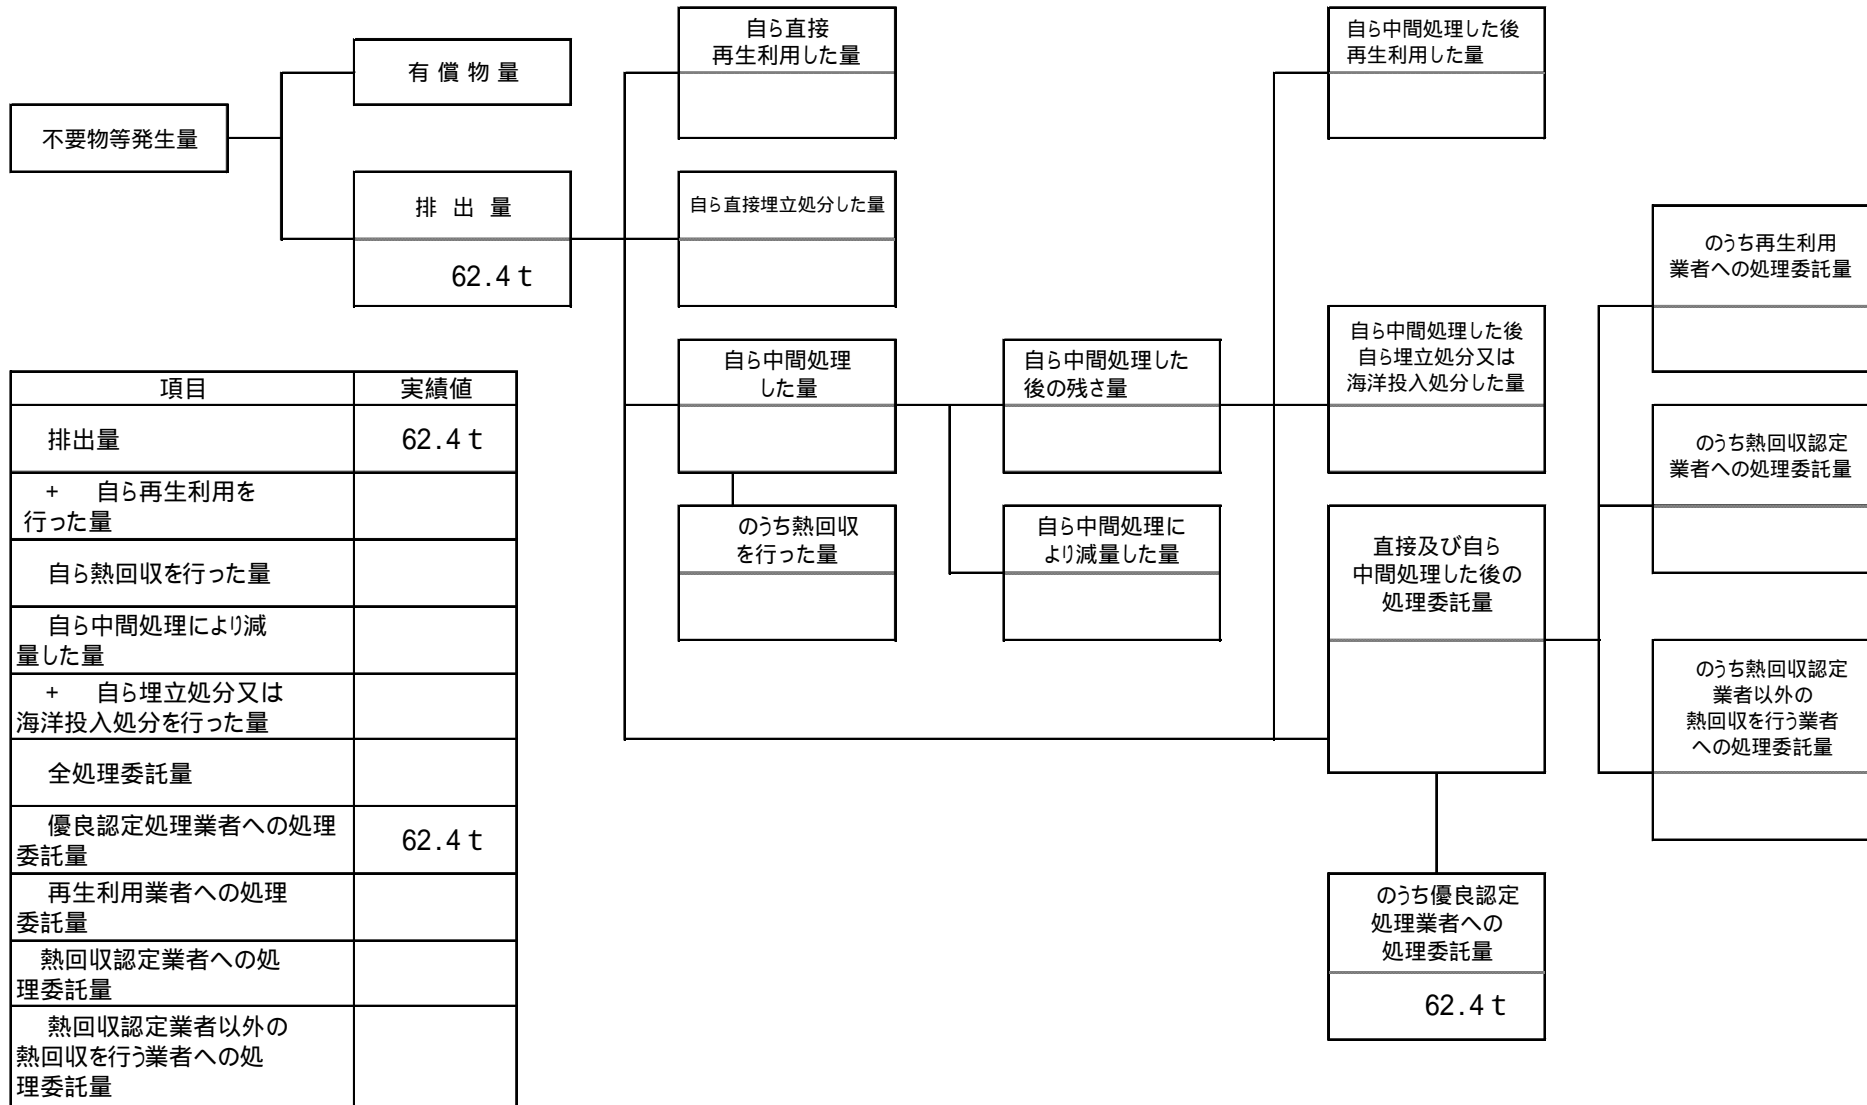 自ら直接
再生利用した量
自ら中間処理した後
再生利用した量
有償物量
不要物等発生量
排出量
62.4ｔ
自ら直接埋立処分した量
のうち再生利用
業者への処理委託量
自ら中間処理
した量
自ら中間処理した
後の残さ量
自ら中間処理した後
自ら埋立処分又は
海洋投入処分した量
のうち熱回収認定
業者への処理委託量
のうち熱回収
を行った量
自ら中間処理に
より減量した量
直接及び自ら
中間処理した後の
処理委託量
のうち熱回収認定
業者以外の
熱回収を行う業者
への処理委託量
のうち優良認定
処理業者への
処理委託量
62.4ｔ
項目 実績値
排出量 62.4ｔ
+ 自ら再生利用を
行った量
自ら熱回収を行った量
自ら中間処理により減
量した量
+ 自ら埋立処分又は
海洋投入処分を行った量
全処理委託量
優良認定処理業者への処理
委託量 62.4ｔ
再生利用業者への処理
委託量
熱回収認定業者への処
理委託量
熱回収認定業者以外の
熱回収を行う業者への処
理委託量